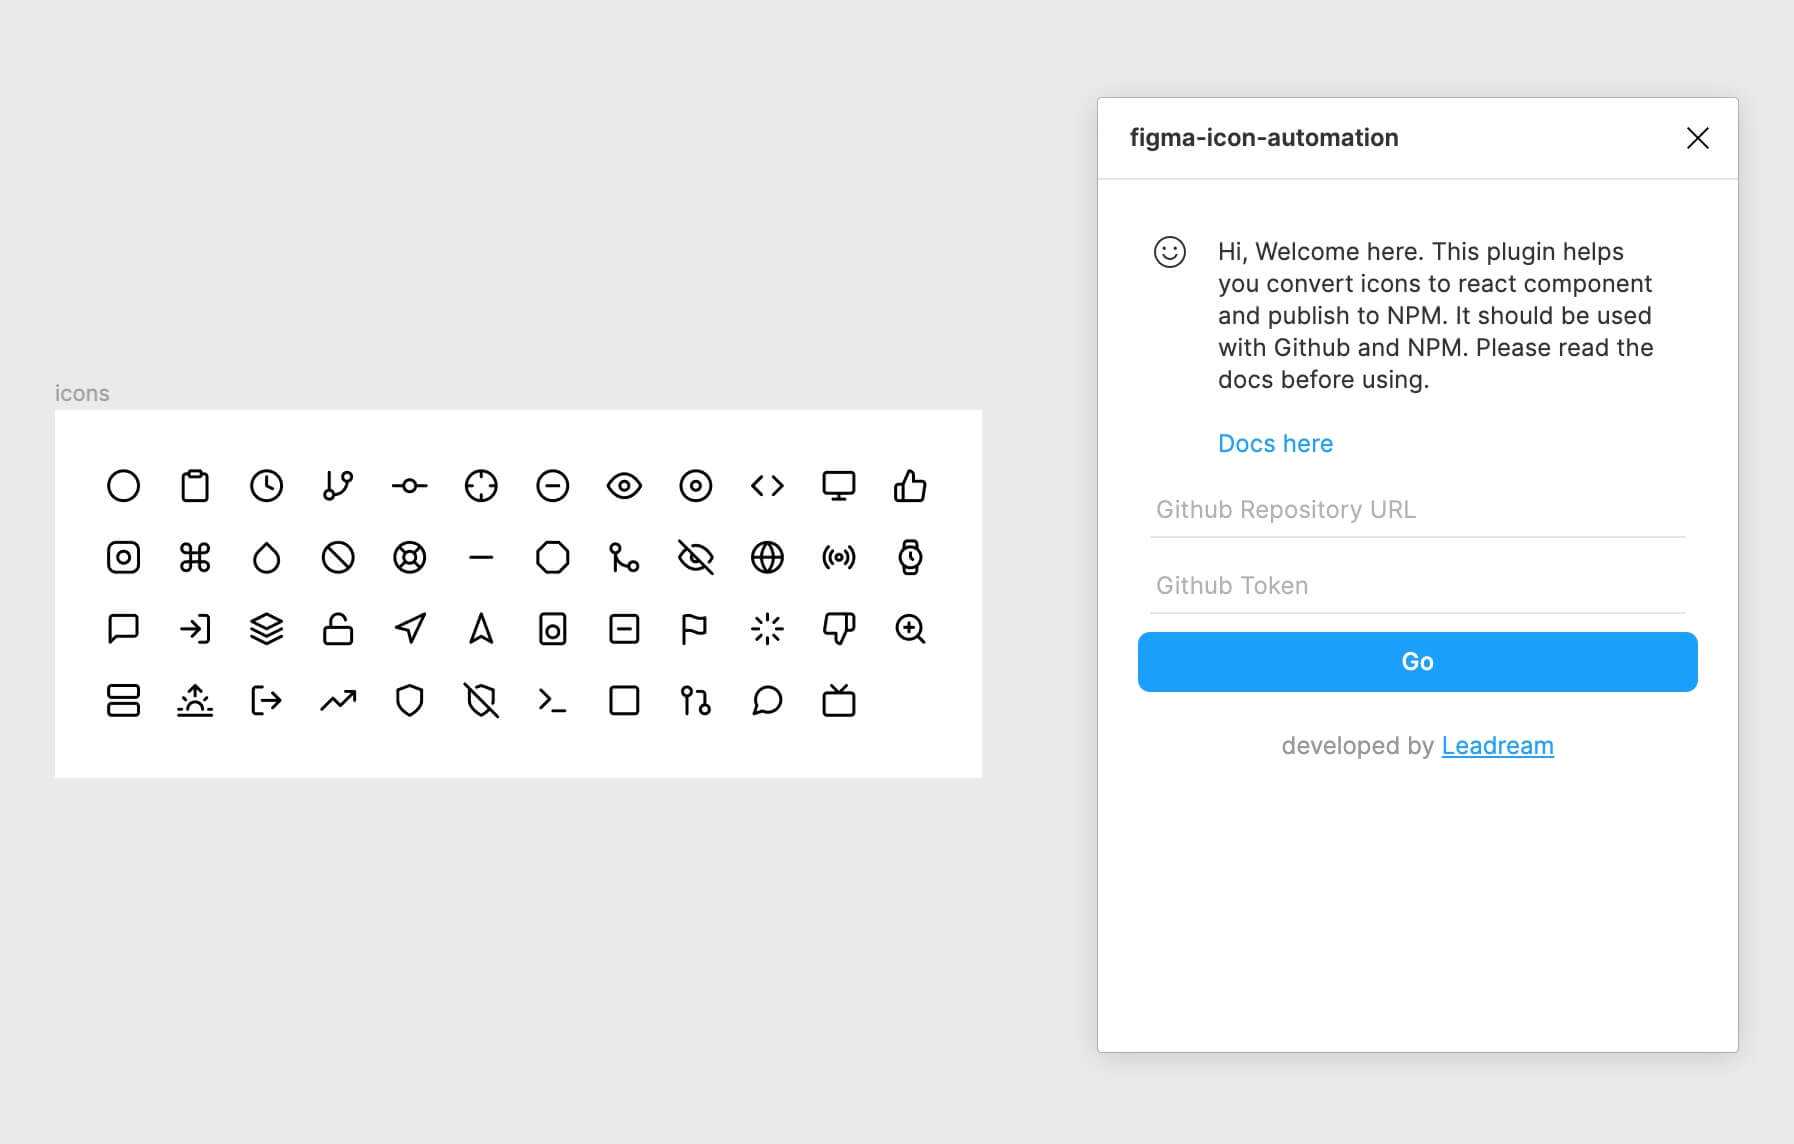 icons
figma-icon-automation
Hi, Welcome here. This plugin helps
you convert icons to react component
and publish to NPM. It should be used
with Github and NPM. Please read the
docs before using.
Docs here
Github Repository URL
Github Token
Go
developed by Leadream